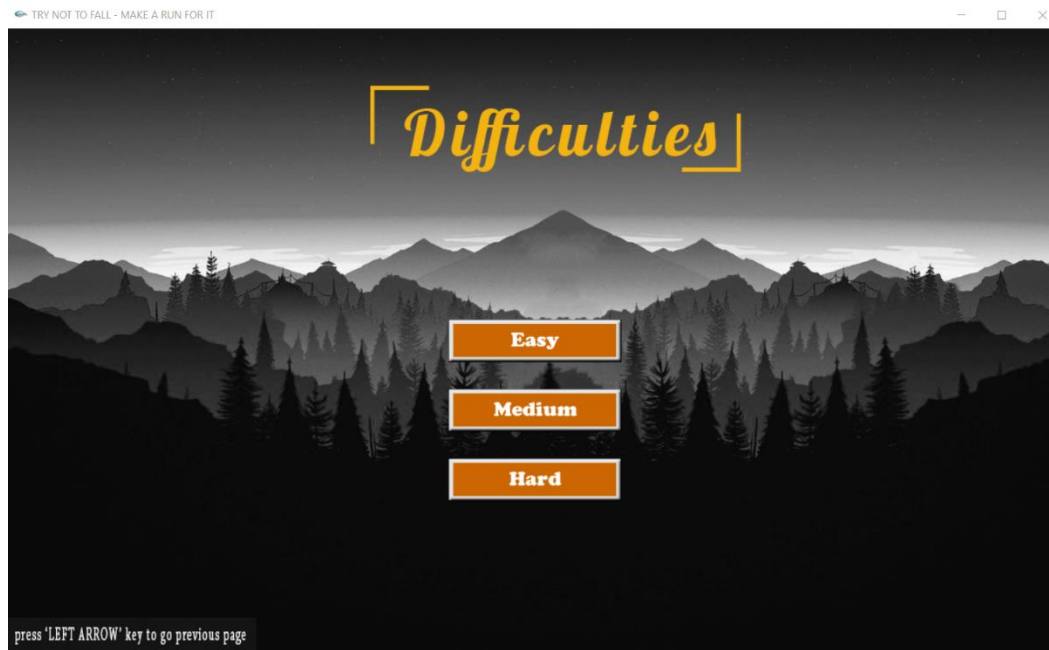 TRY NOT TO FALL - MAKE A RUN FOR IT
Difficulties
Easy
Medium
Hard
press ‘LEFT ARROW’ key to go previous page